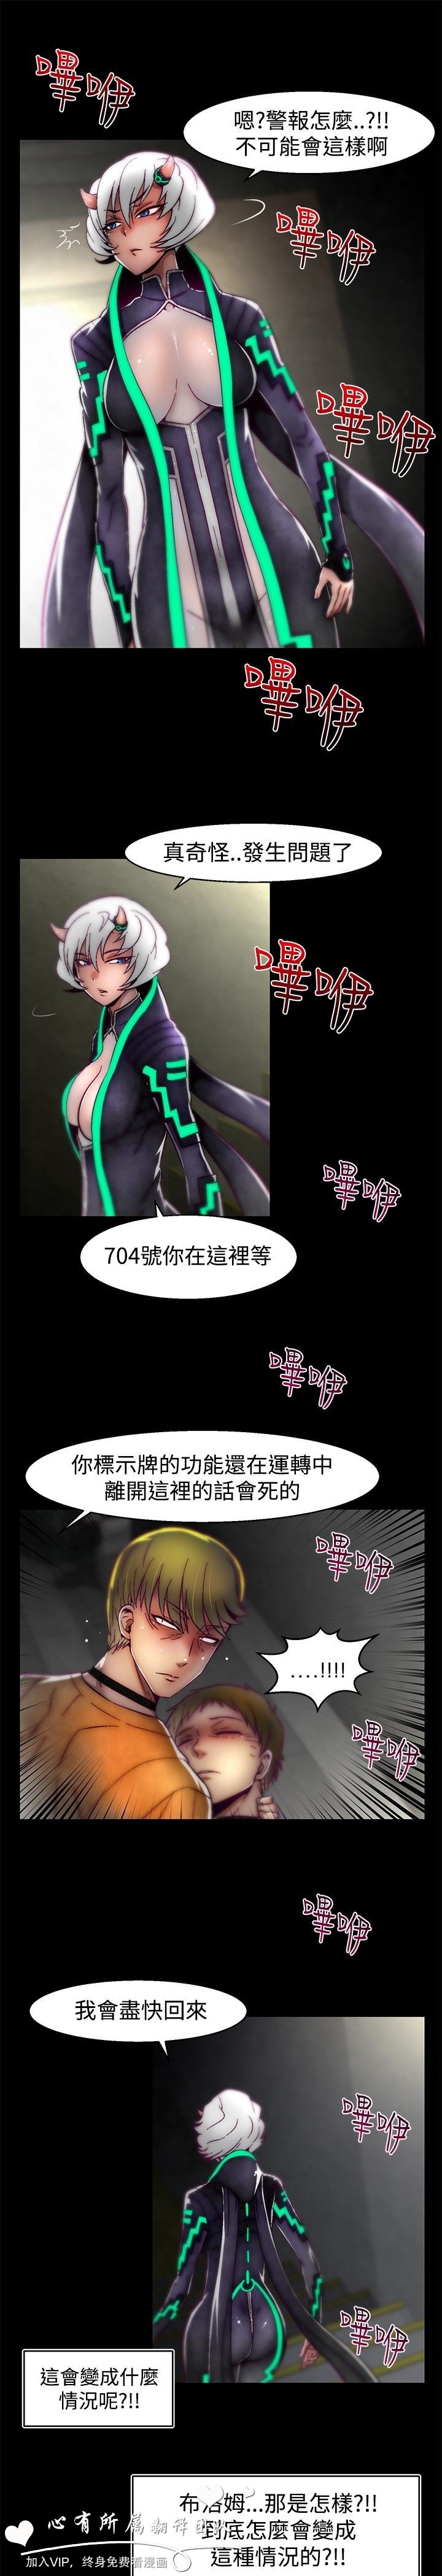 嗶咿
嗯?警報怎麼..?!!
不可能會這樣啊
嗶咿
嗶咿
嗶咿
真奇怪..發生問題了
嗶咿
嗶咿
704號你在這裡等
嗶咿
你標示牌的功能還在運轉中
離開這裡的話會死的
嗶咿
....!!!!
嗶咿
嗶咿
我會盡快回來
嗶咿
嗶咿
這會變成什麼
情況呢?!!
布洛姆...那是怎樣?!!
到底怎麼會變成
這種情況的?!!
心有所属翻译团
加入VIP，终身免费看漫画